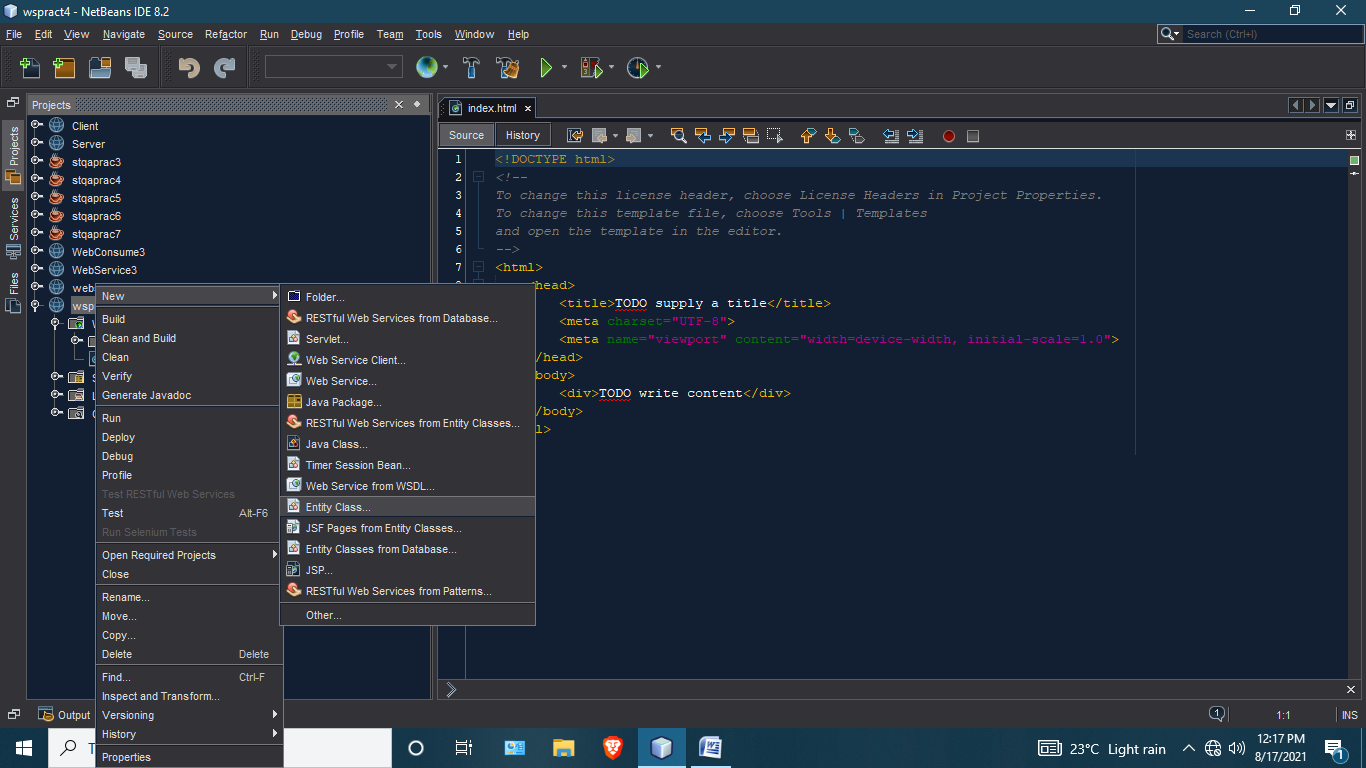 wspract4 - NetBeans IDE 8.2
File Edit View Navigate Source Refactor Run Debug Profile Team Tools Window Help
Search (Ctrl+I)
Projects
Projects
Services
Files
Client
Server
stqaprac3
stqaprac4
stqaprac5
stqaprac6
stqaprac7
WebConsume3
WebService3
New
Build
Clean and Build
Clean
Verify
Generate Javadoc
Run
Deploy
Debug
Profile
Test RESTful Web Services
Test Alt-F6
Run Selenium Tests
Open Required Projects
Close
Rename...
Move...
Copy...
Delete Delete
Find... Ctrl-F
Inspect and Transform...
Versioning
History
Properties
Folder...
RESTful Web Services from Database...
Servlet...
Web Service Client...
Web Service...
Java Package...
RESTful Web Services from Entity Classes...
Java Class...
Timer Session Bean...
Web Service from WSDL...
Entity Class...
JSF Pages from Entity Classes...
Entity Classes from Database...
JSP...
RESTful Web Services from Patterns...
Other...
index.html
Source History
1 <!DOCTYPE html>
2 <!--
3 To change this license header, choose License Headers in Project Properties.
4 To change this template file, choose Tools | Templates
5 and open the template in the editor.
6 -->
7 <html>
head>
<title>TODO supply a title</title>
<meta charset="UTF-8">
<meta name="viewport" content="width=device-width, initial-scale=1.0">
/head>
body>
<div>TODO write content</div>
/body>
l>
Output
1 1:1 INS
23°C Light rain
12:17 PM
8/17/2021
1